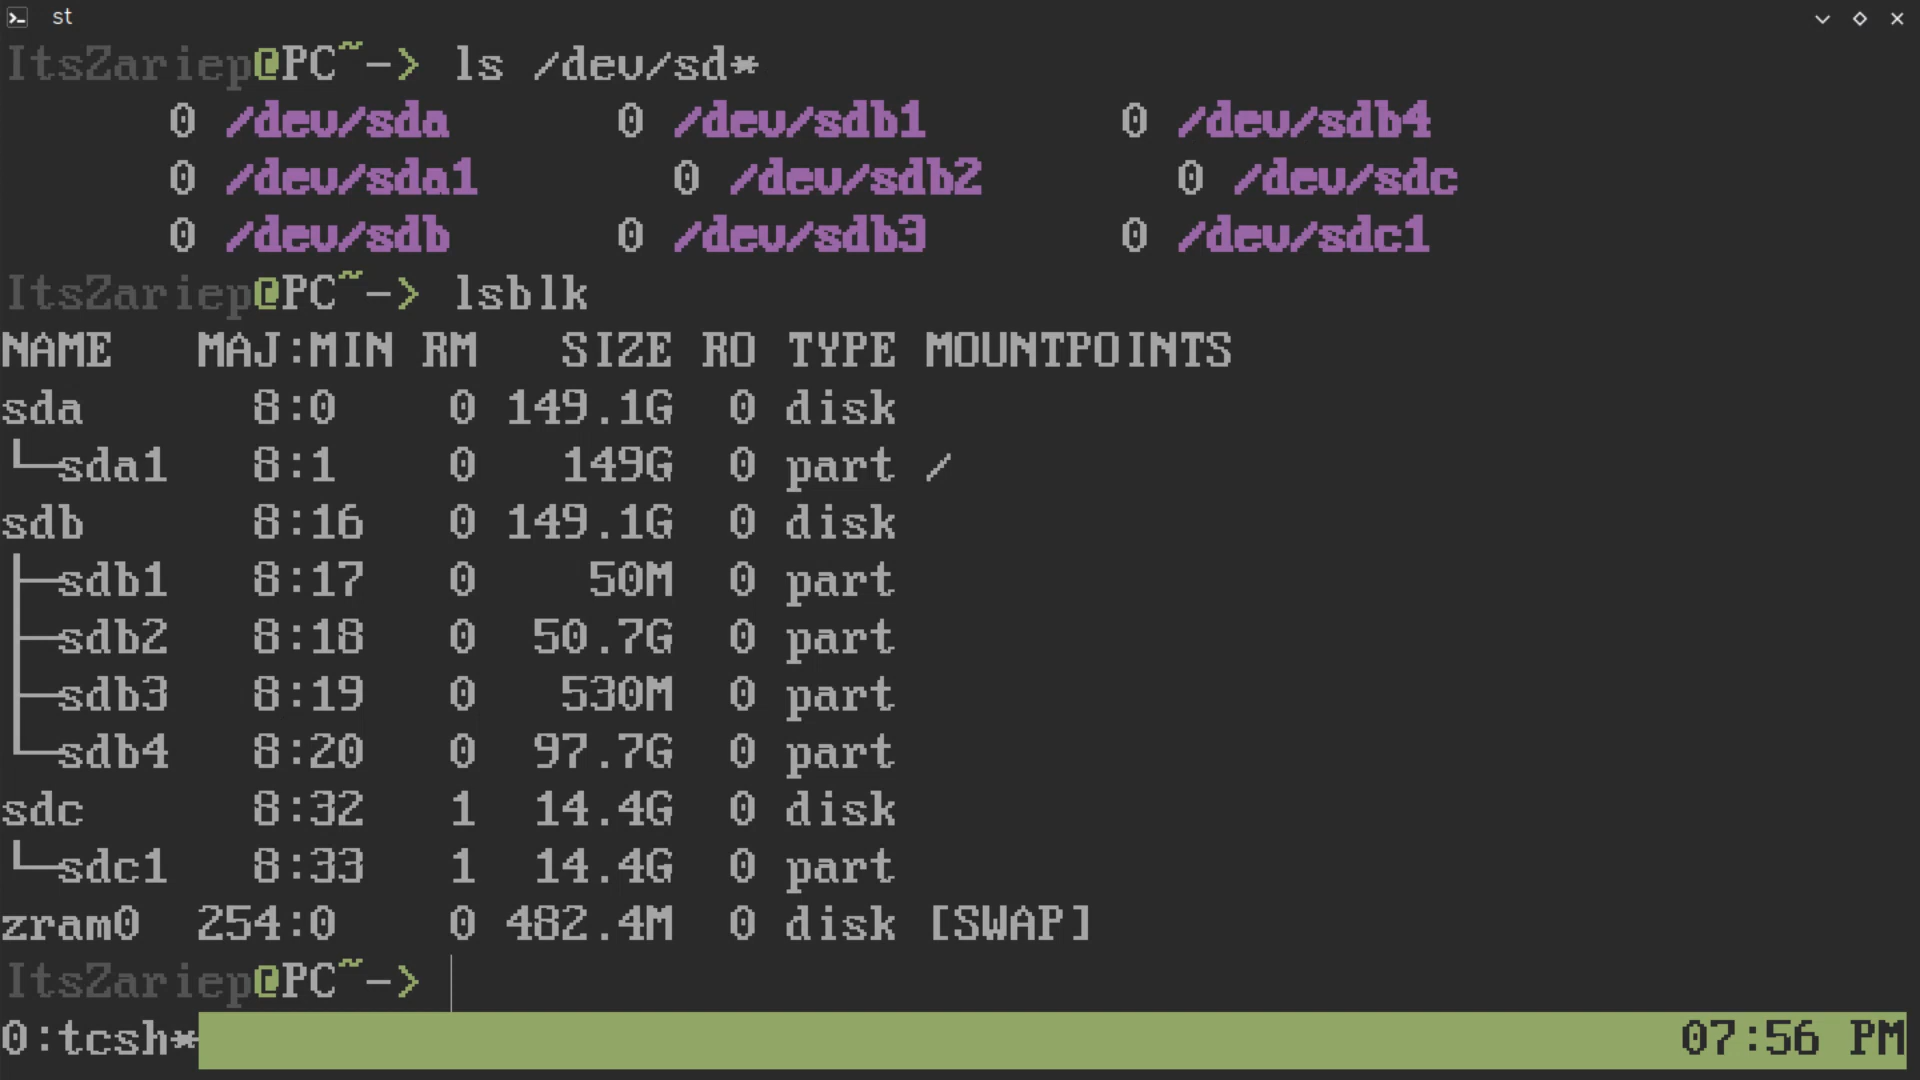 st
ItsZariep@PC~-> ls /dev/sd*
0 /dev/sda 0 /dev/sdb1 0 /dev/sdb4
0 /dev/sda1 0 /dev/sdb2 0 /dev/sdc
0 /dev/sdb 0 /dev/sdb3 0 /dev/sdc1
ItsZariep@PC~-> lsblk
NAME MAJ:MIN RM SIZE RO TYPE MOUNTPOINTS
sda 8:0 0 149.1G 0 disk
└─sda1 8:1 0 149G 0 part /
sdb 8:16 0 149.1G 0 disk
├─sdb1 8:17 0 50M 0 part
├─sdb2 8:18 0 50.7G 0 part
├─sdb3 8:19 0 530M 0 part
└─sdb4 8:20 0 97.7G 0 part
sdc 8:32 1 14.4G 0 disk
└─sdc1 8:33 1 14.4G 0 part
zram0 254:0 0 482.4M 0 disk [SWAP]
ItsZariep@PC~->
0:tcsh* 07:56 PM